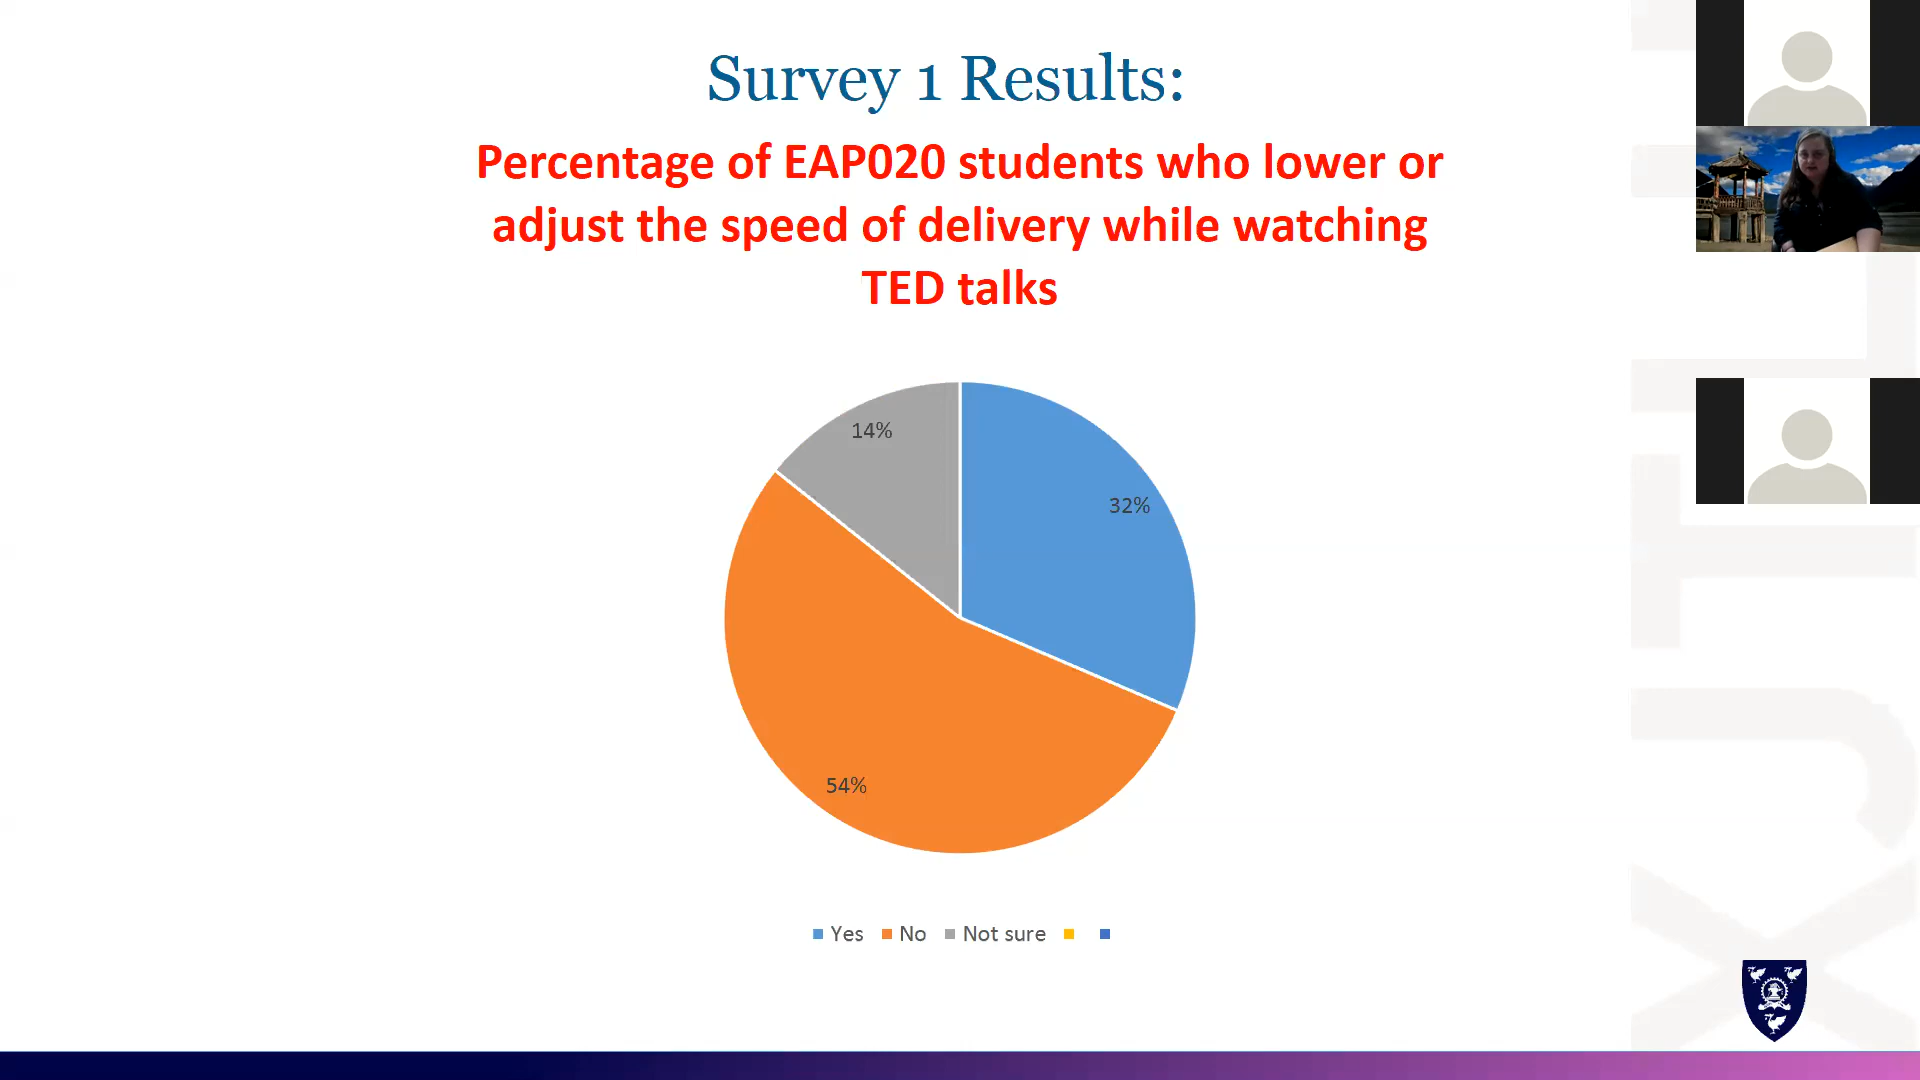 Survey 1 Results:
Percentage of EAP020 students who lower or
adjust the speed of delivery while watching
TED talks
14%
32%
54%
Yes No Not sure
XJTLU